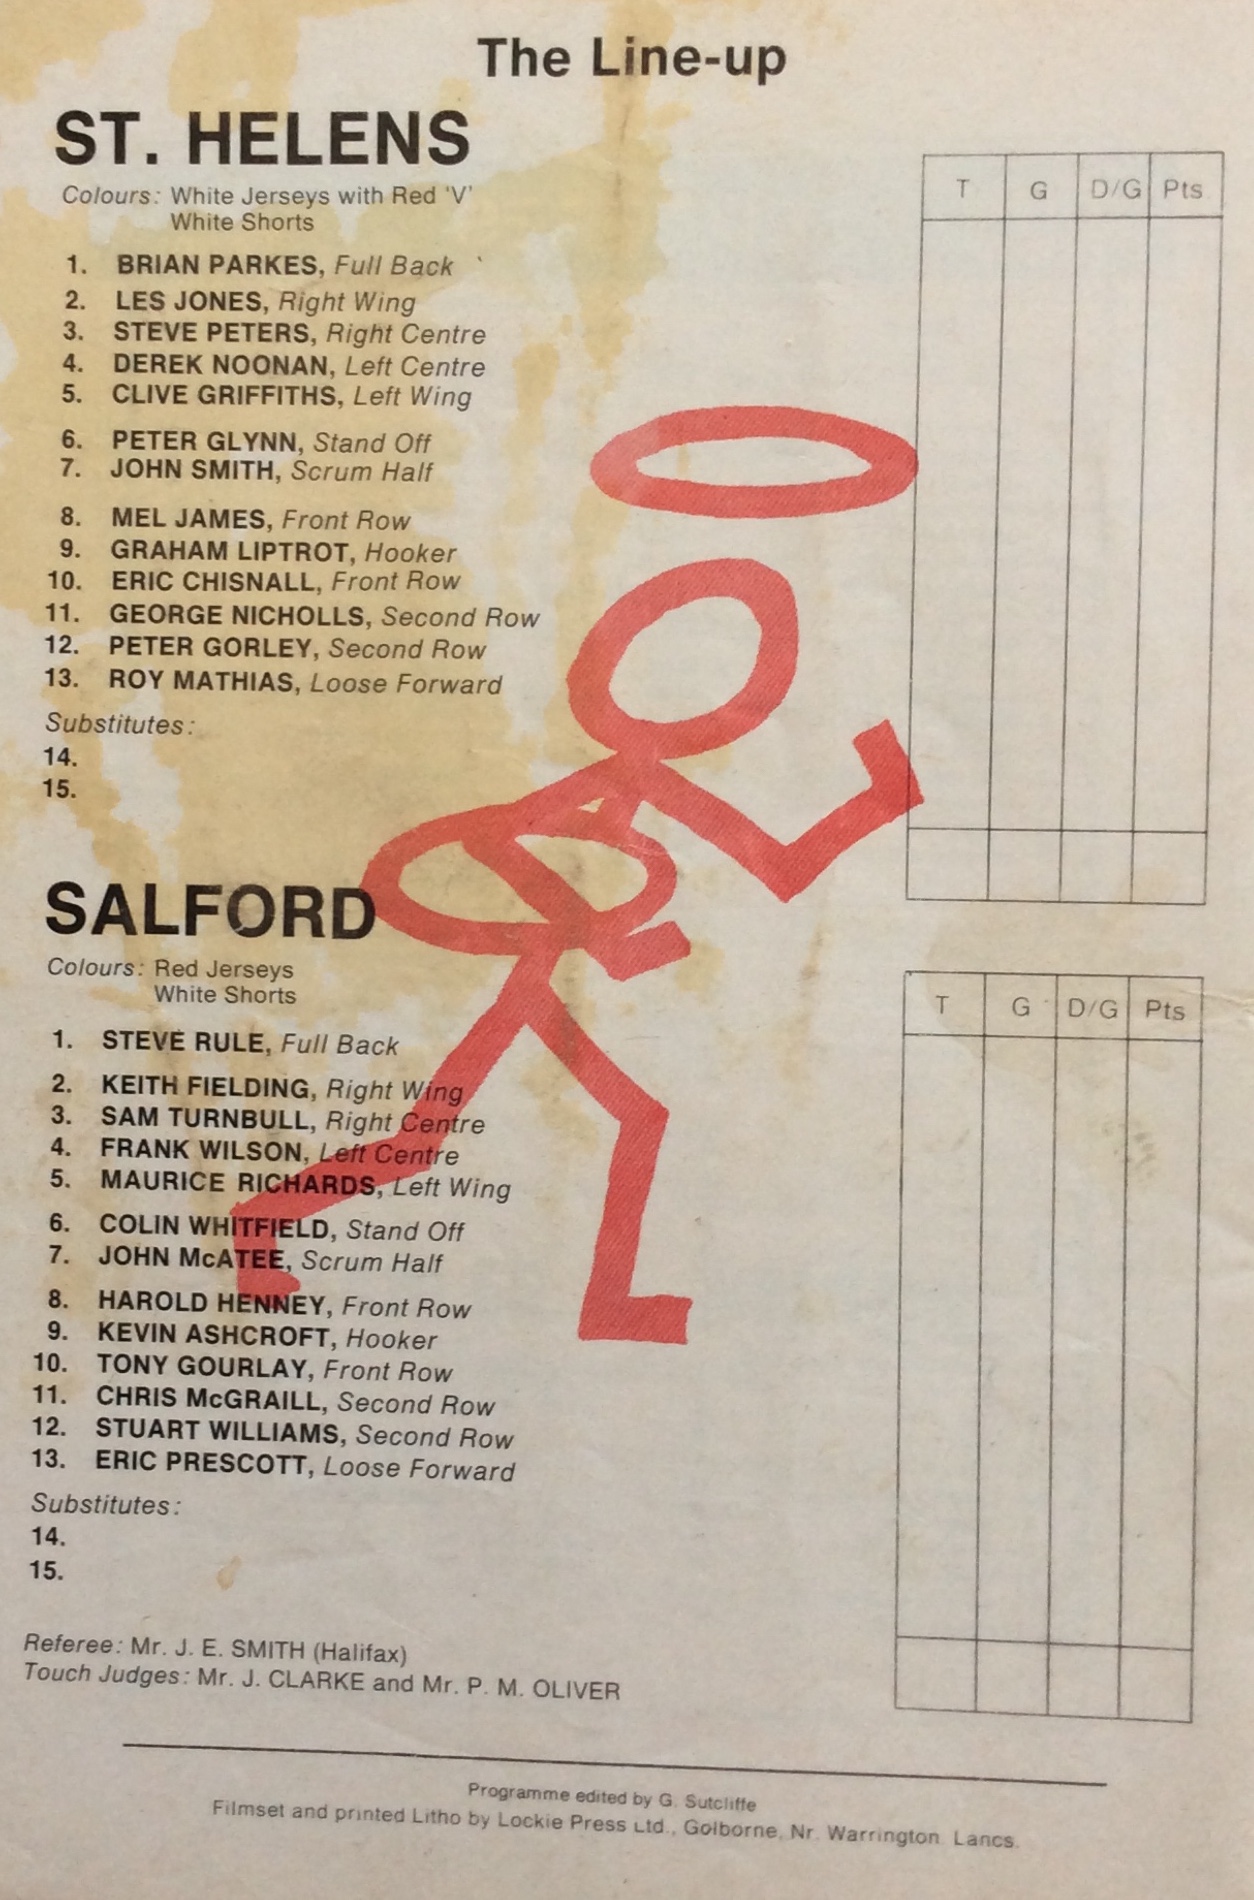 The Line-up
ST. HELENS
Colours: White Jerseys with Red 'V'
White Shorts
T G D/G Pts.
1. BRIAN PARKES, Full Back
2. LES JONES, Right Wing
3. STEVE PETERS, Right Centre
4. DEREK NOONAN, Left Centre
5. CLIVE GRIFFITHS, Left Wing
6. PETER GLYNN, Stand Off
7. JOHN SMITH, Scrum Half
8. MEL JAMES, Front Row
9. GRAHAM LIPTROT, Hooker
10. ERIC CHISNALL, Front Row
11. GEORGE NICHOLLS, Second Row
12. PETER GORLEY, Second Row
13. ROY MATHIAS, Loose Forward
Substitutes:
14.
15.
SALFORD
Colours: Red Jerseys
White Shorts
T G D/G Pts
1. STEVE RULE, Full Back
2. KEITH FIELDING, Right Wing
3. SAM TURNBULL, Right Centre
4. FRANK WILSON, Left Centre
5. MAURICE RICHARDS, Left Wing
6. COLIN WHITFIELD, Stand Off
7. JOHN McATEE, Scrum Half
8. HAROLD HENNEY, Front Row
9. KEVIN ASHCROFT, Hooker
10. TONY GOURLAY, Front Row
11. CHRIS McGRAILL, Second Row
12. STUART WILLIAMS, Second Row
13. ERIC PRESCOTT, Loose Forward
Substitutes:
14.
15.
Referee: Mr. J. E. SMITH (Halifax)
Touch Judges: Mr. J. CLARKE and Mr. P. M. OLIVER
Programme edited by G. Sutcliffe
Filmset and printed Litho by Lockie Press Ltd., Golborne, Nr. Warrington. Lancs.